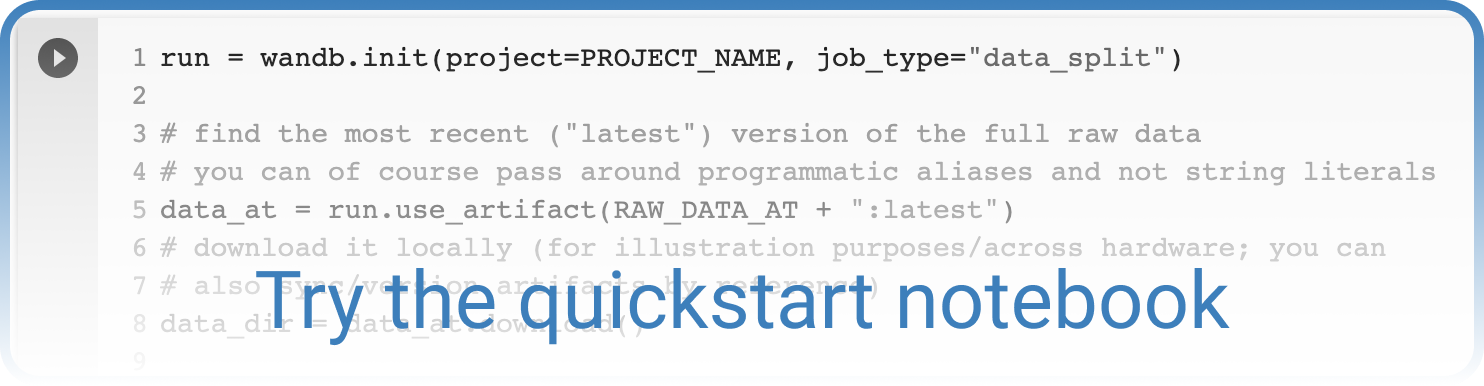 1 run = wandb.init(project=PROJECT_NAME, job_type="data_split")
2
3 # find the most recent ("latest") version of the full raw data
4 # you can of course pass around programmatic aliases and not string literals
5 data_at = run.use_artifact(RAW_DATA_AT + ":latest")
6 # download it locally (for illustration purposes/across hardware; you can
7 # also sync/version artifacts by reference)
8 data_dir = data_at.download()
Try the quickstart notebook
9